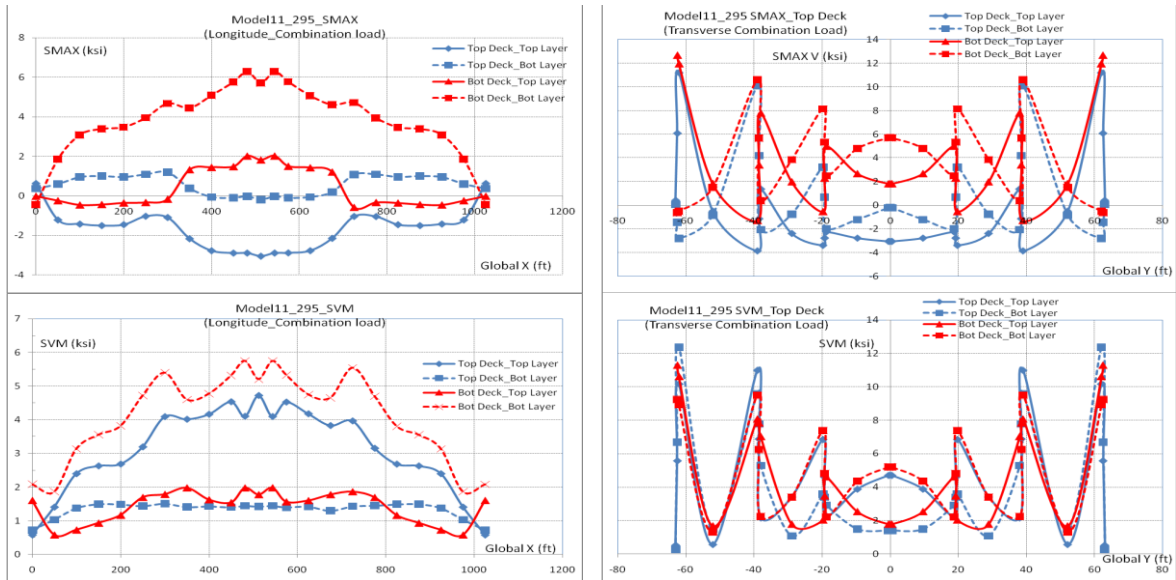 Model11_295_SMAX
(Longitude_Combination load)
SMAX (ksi)
Top Deck_Top Layer
Top Deck_Bot Layer
Bot Deck_Top Layer
Bot Deck_Bot Layer
8
6
4
2
0
-2
-4
0 200 400 600 800 1000 1200
Global X (ft)
Model11_295 SMAX_Top Deck
(Transverse Combination Load)
SMAX V (ksi)
Top Deck_Top Layer
Top Deck_Bot Layer
Bot Deck_Top Layer
Bot Deck_Bot Layer
14
12
10
8
6
4
2
0
-2
-4
-6
-80 -60 -40 -20 0 20 40 60 80
Global Y (ft)
Model11_295_SVM
(Longitude_Combination load)
SVM (ksi)
Top Deck_Top Layer
Top Deck_Bot Layer
Bot Deck_Top Layer
Bot Deck_Bot Layer
7
6
5
4
3
2
1
0
0 200 400 600 800 1000 1200
Global X (ft)
Model11_295 SVM_Top Deck
(Transverse Combination Load)
SVM (ksi)
Top Deck_Top Layer
Top Deck_Bot Layer
Bot Deck_Top Layer
Bot Deck_Bot Layer
14
12
10
8
6
4
2
0
-80 -60 -40 -20 0 20 40 60 80
Global Y (ft)